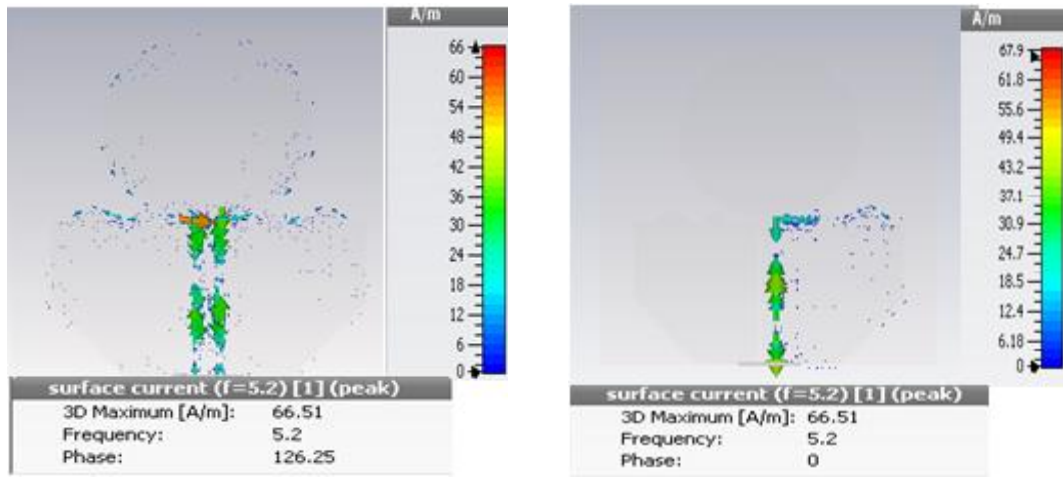 A/m
66
60
54
48
42
36
30
24
18
12
6
0
surface current (f=5.2) [1] (peak)
3D Maximum [A/m]: 66.51
Frequency: 5.2
Phase: 126.25
A/m
67.9
61.8
55.6
49.4
43.2
37.1
30.9
24.7
18.5
12.4
6.18
0
surface current (f=5.2) [1] (peak)
3D Maximum [A/m]: 66.51
Frequency: 5.2
Phase: 0